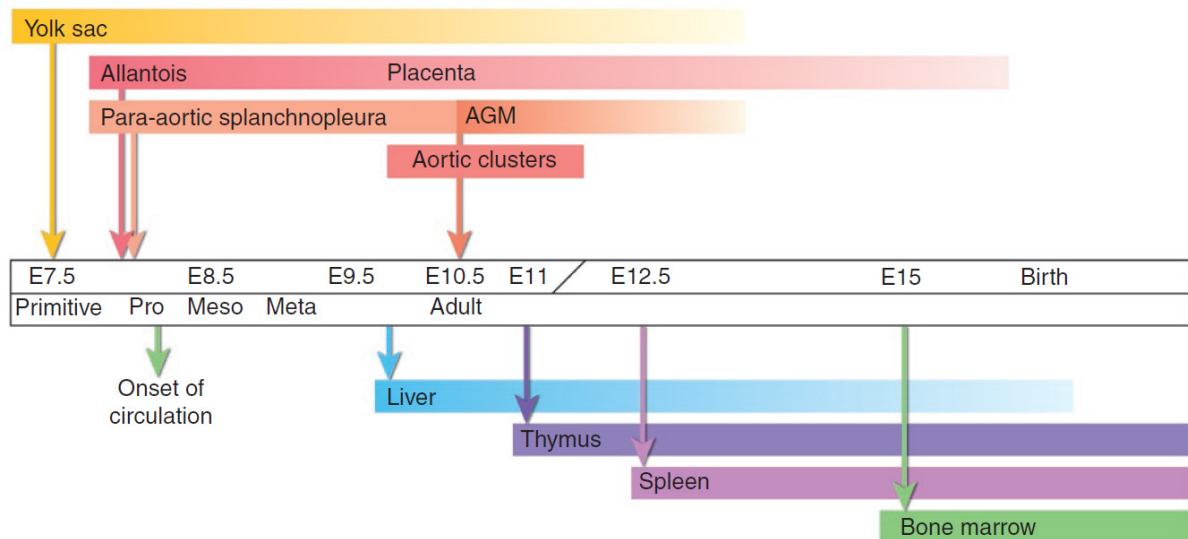 Yolk sac
Allantois Placenta
Para-aortic splanchnopleura AGM
Aortic clusters
E7.5 E8.5 E9.5 E10.5 E11 E12.5 E15 Birth
Primitive Pro Meso Meta Adult
Onset of
circulation
Liver
Thymus
Spleen
Bone marrow